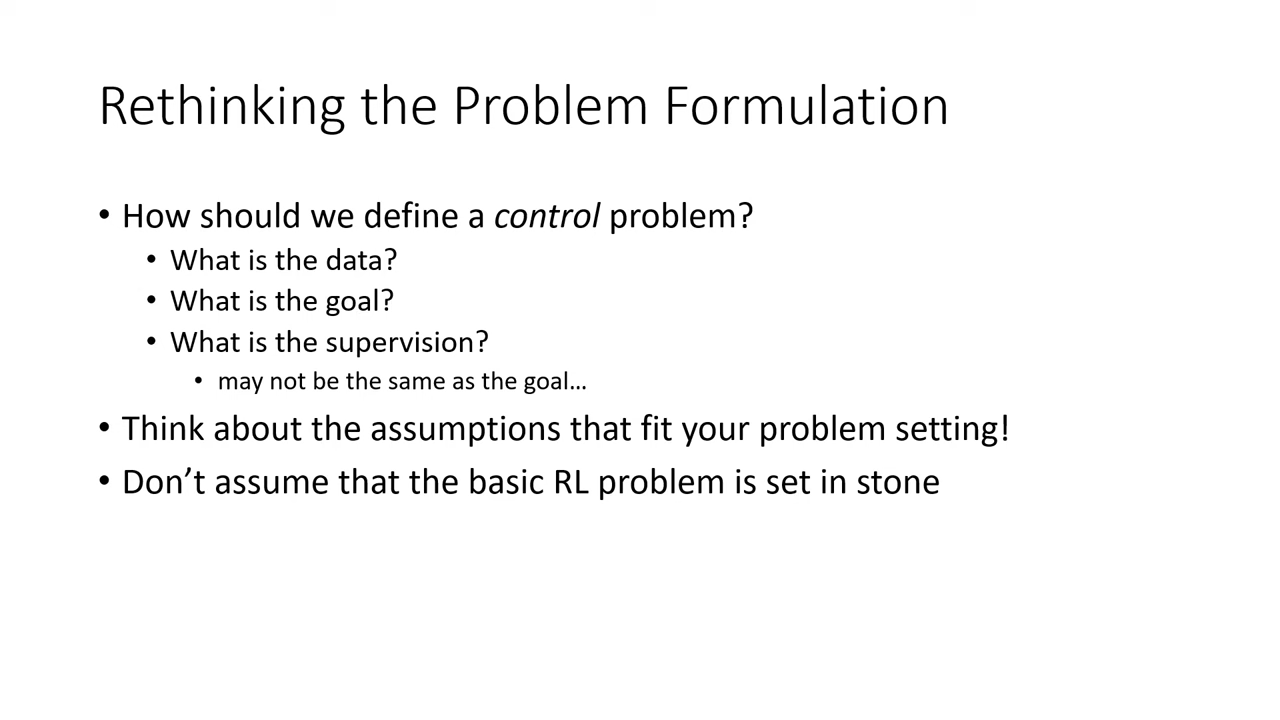 Rethinking the Problem Formulation
• How should we define a control problem?
• What is the data?
• What is the goal?
• What is the supervision?
• may not be the same as the goal…
• Think about the assumptions that fit your problem setting!
• Don’t assume that the basic RL problem is set in stone